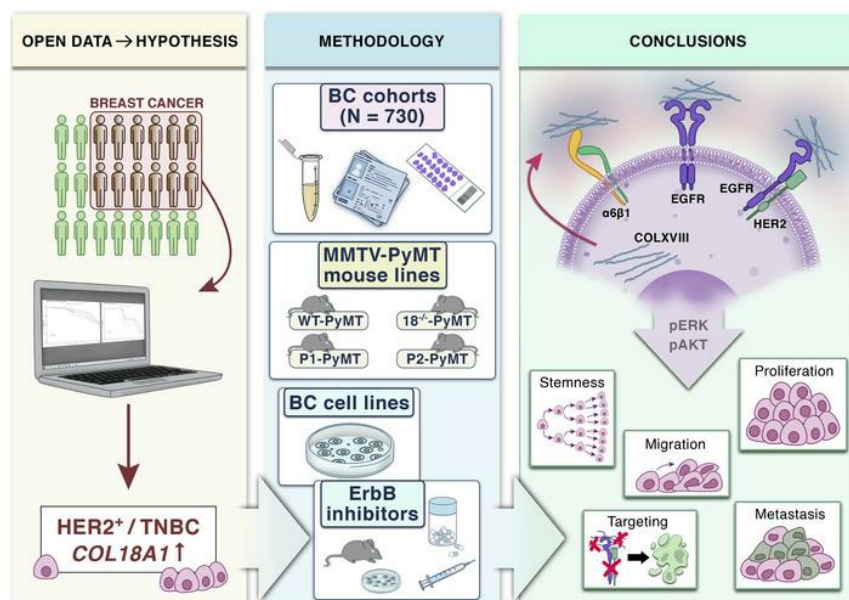 OPEN DATA → HYPOTHESIS
BREAST CANCER
HER2⁺ / TNBC
COL18A1 ↑
METHODOLOGY
BC cohorts
(N = 730)
MMTV-PyMT
mouse lines
WT-PyMT
18⁻/⁻-PyMT
P1-PyMT
P2-PyMT
BC cell lines
ErbB
inhibitors
CONCLUSIONS
α6β1
EGFR
EGFR
HER2
COLXVIII
pERK
pAKT
Stemness
Proliferation
Migration
Targeting
Metastasis